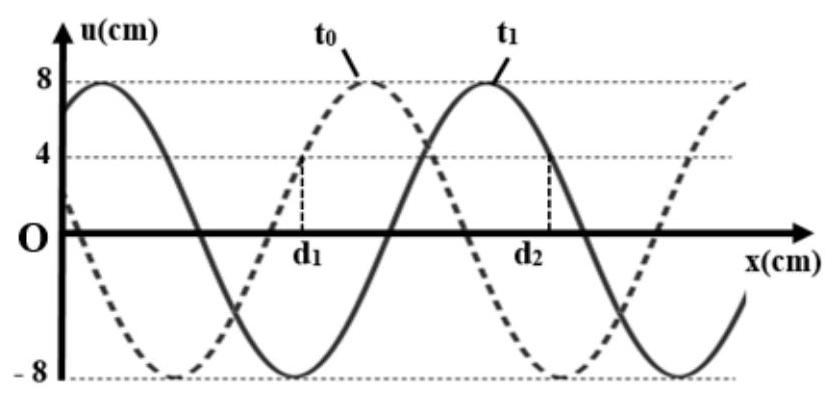 u(cm)
t₀
t₁
8
4
O
d₁
d₂
x(cm)
- 8